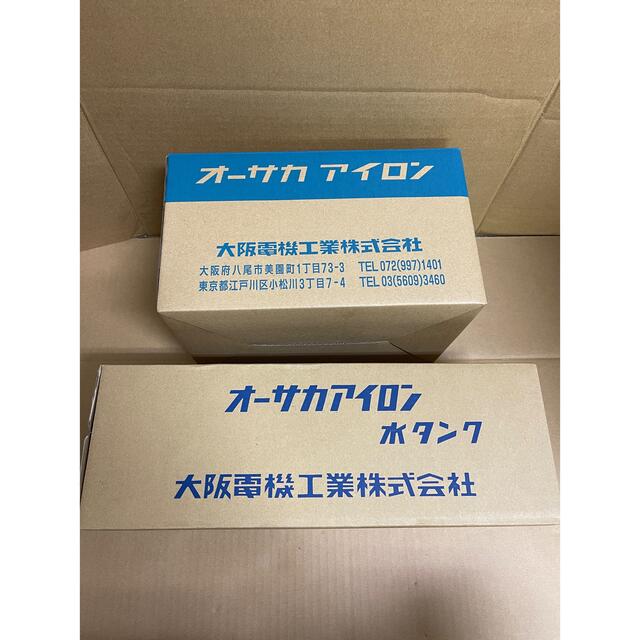 オーサカ アイロン
大阪電機工業株式会社
大阪府八尾市美園町1丁目73-3 TEL 072(997)1401
東京都江戸川区小松川3丁目7-4 TEL 03(5609)3460
オーサカアイロン
水タンク
大阪電機工業株式会社